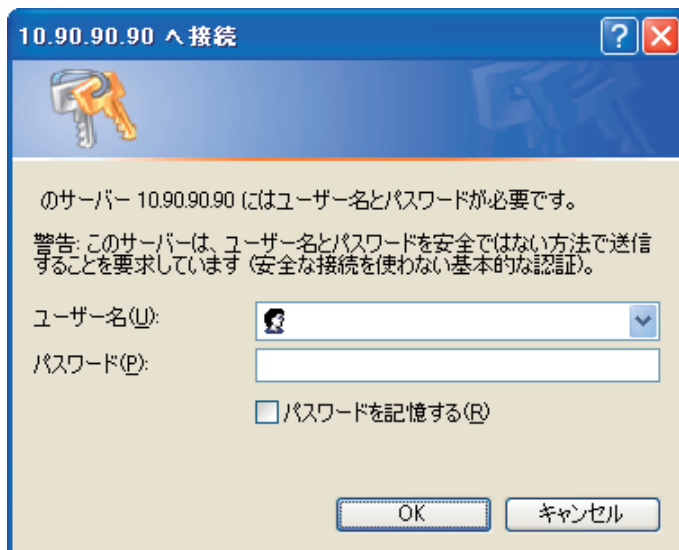 10.90.90.90 へ接続
のサーバー 10.90.90.90 にはユーザー名とパスワードが必要です。
警告: このサーバーは、ユーザー名とパスワードを安全ではない方法で送信
することを要求しています (安全な接続を使わない基本的な認証)。
ユーザー名(U):
パスワード(P):
パスワードを記憶する(R)
OK キャンセル